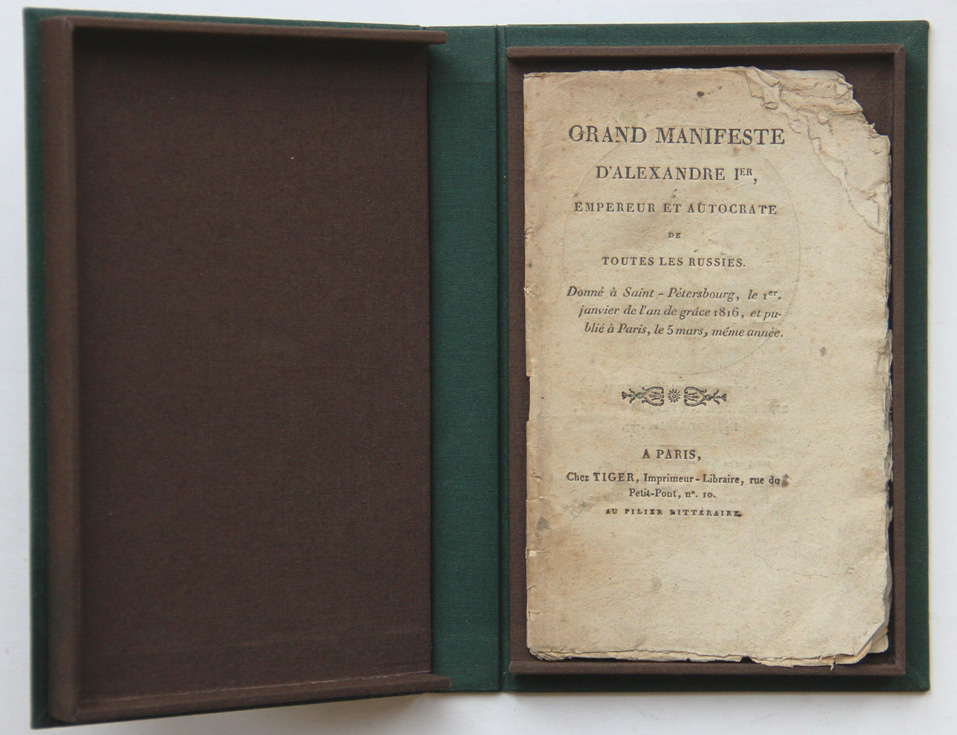 GRAND MANIFESTE
D'ALEXANDRE IER,
EMPEREUR ET AUTOCRATE
DE
TOUTES LES RUSSIES.
Donné à Saint-Pétersbourg, le 1er.
janvier de l'an de grâce 1816, et pu-
blié à Paris, le 5 mars, même année.
A PARIS,
Chez TIGER, Imprimeur-Libraire, rue du
Petit-Pont, n°. 10.
AU PILIER LITTÉRAIRE.